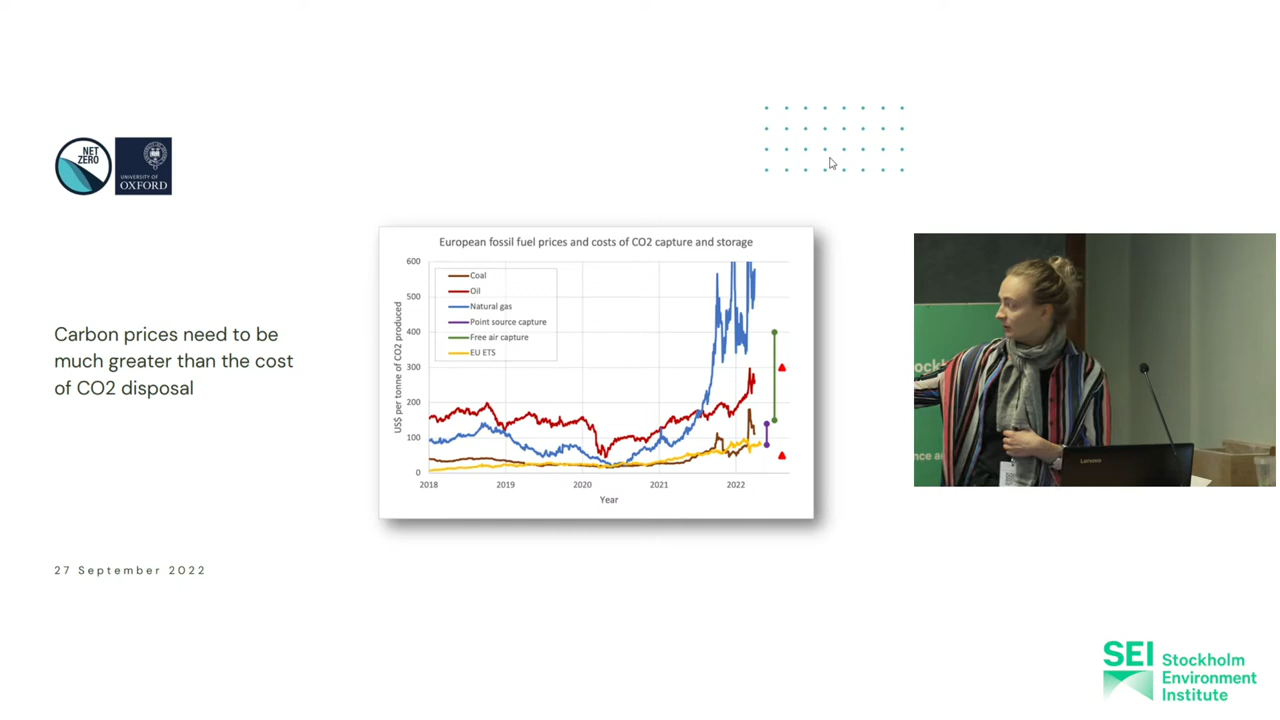 NET
ZERO
UNIVERSITY OF
OXFORD
European fossil fuel prices and costs of CO2 capture and storage
600
500
400
300
200
100
0
US$ per tonne of CO2 produced
Coal
Oil
Natural gas
Point source capture
Free air capture
EU ETS
2018
2019
2020
2021
2022
Year
Carbon prices need to be
much greater than the cost
of CO2 disposal
27 September 2022
Lenovo
SEI Stockholm
Environment
Institute